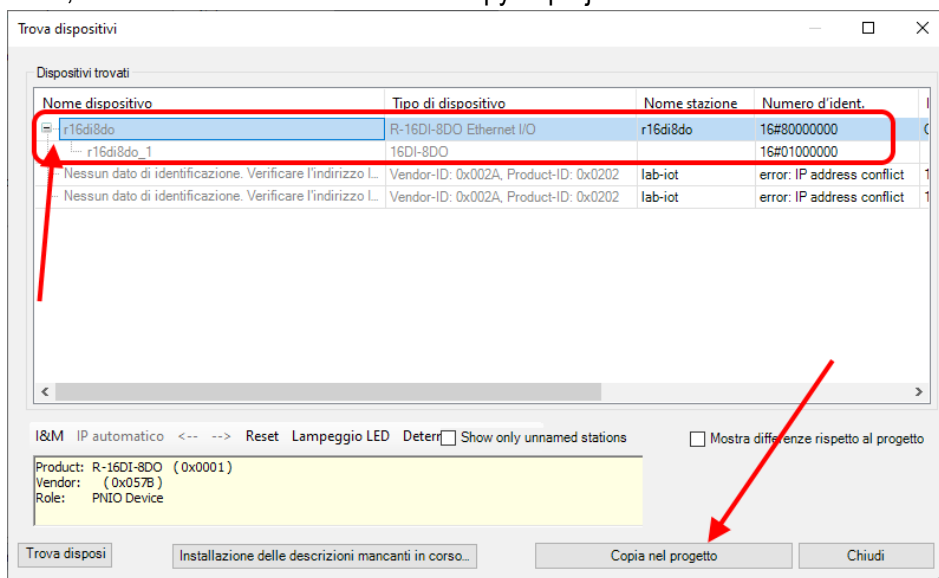 Trova dispositivi
Dispositivi trovati
Nome dispositivo Tipo di dispositivo Nome stazione Numero d'ident.
r16di8do R-16DI-8DO Ethernet I/O r16di8do 16#80000000
r16di8do_1 16DI-8DO 16#01000000
Nessun dato di identificazione. Verificare l'indirizzo I... Vendor-ID: 0x002A, Product-ID: 0x0202 lab-iot error: IP address conflict 1
Nessun dato di identificazione. Verificare l'indirizzo I... Vendor-ID: 0x002A, Product-ID: 0x0202 lab-iot error: IP address conflict 1
I&M IP automatico <-- --> Reset Lampeggio LED Deterr Show only unnamed stations Mostra differenze rispetto al progetto
Product: R-16DI-8DO (0x0001)
Vendor: (0x057B)
Role: PNIO Device
Trova disposi Installazione delle descrizioni mancanti in corso... Copia nel progetto Chiudi